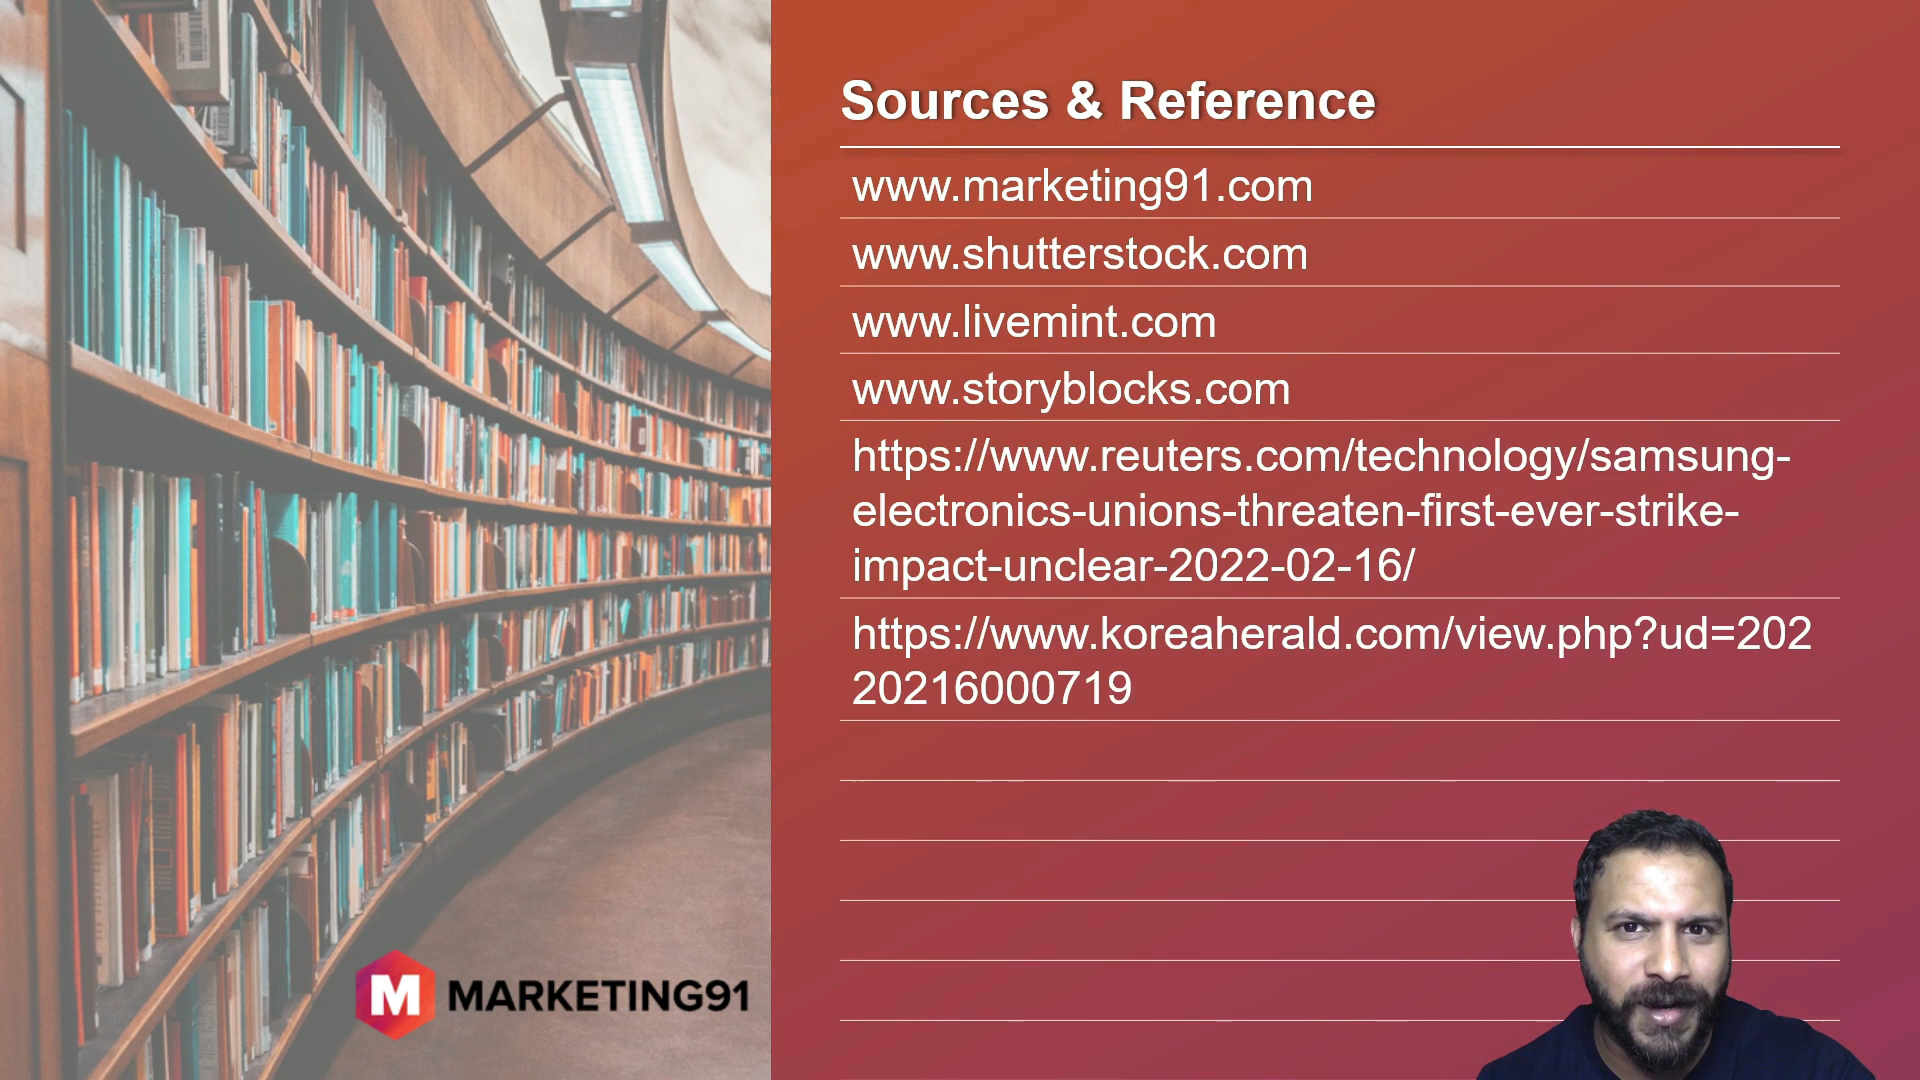 Sources & Reference
www.marketing91.com
www.shutterstock.com
www.livemint.com
www.storyblocks.com
https://www.reuters.com/technology/samsung-
electronics-unions-threaten-first-ever-strike-
impact-unclear-2022-02-16/
https://www.koreaherald.com/view.php?ud=202
20216000719
M MARKETING91